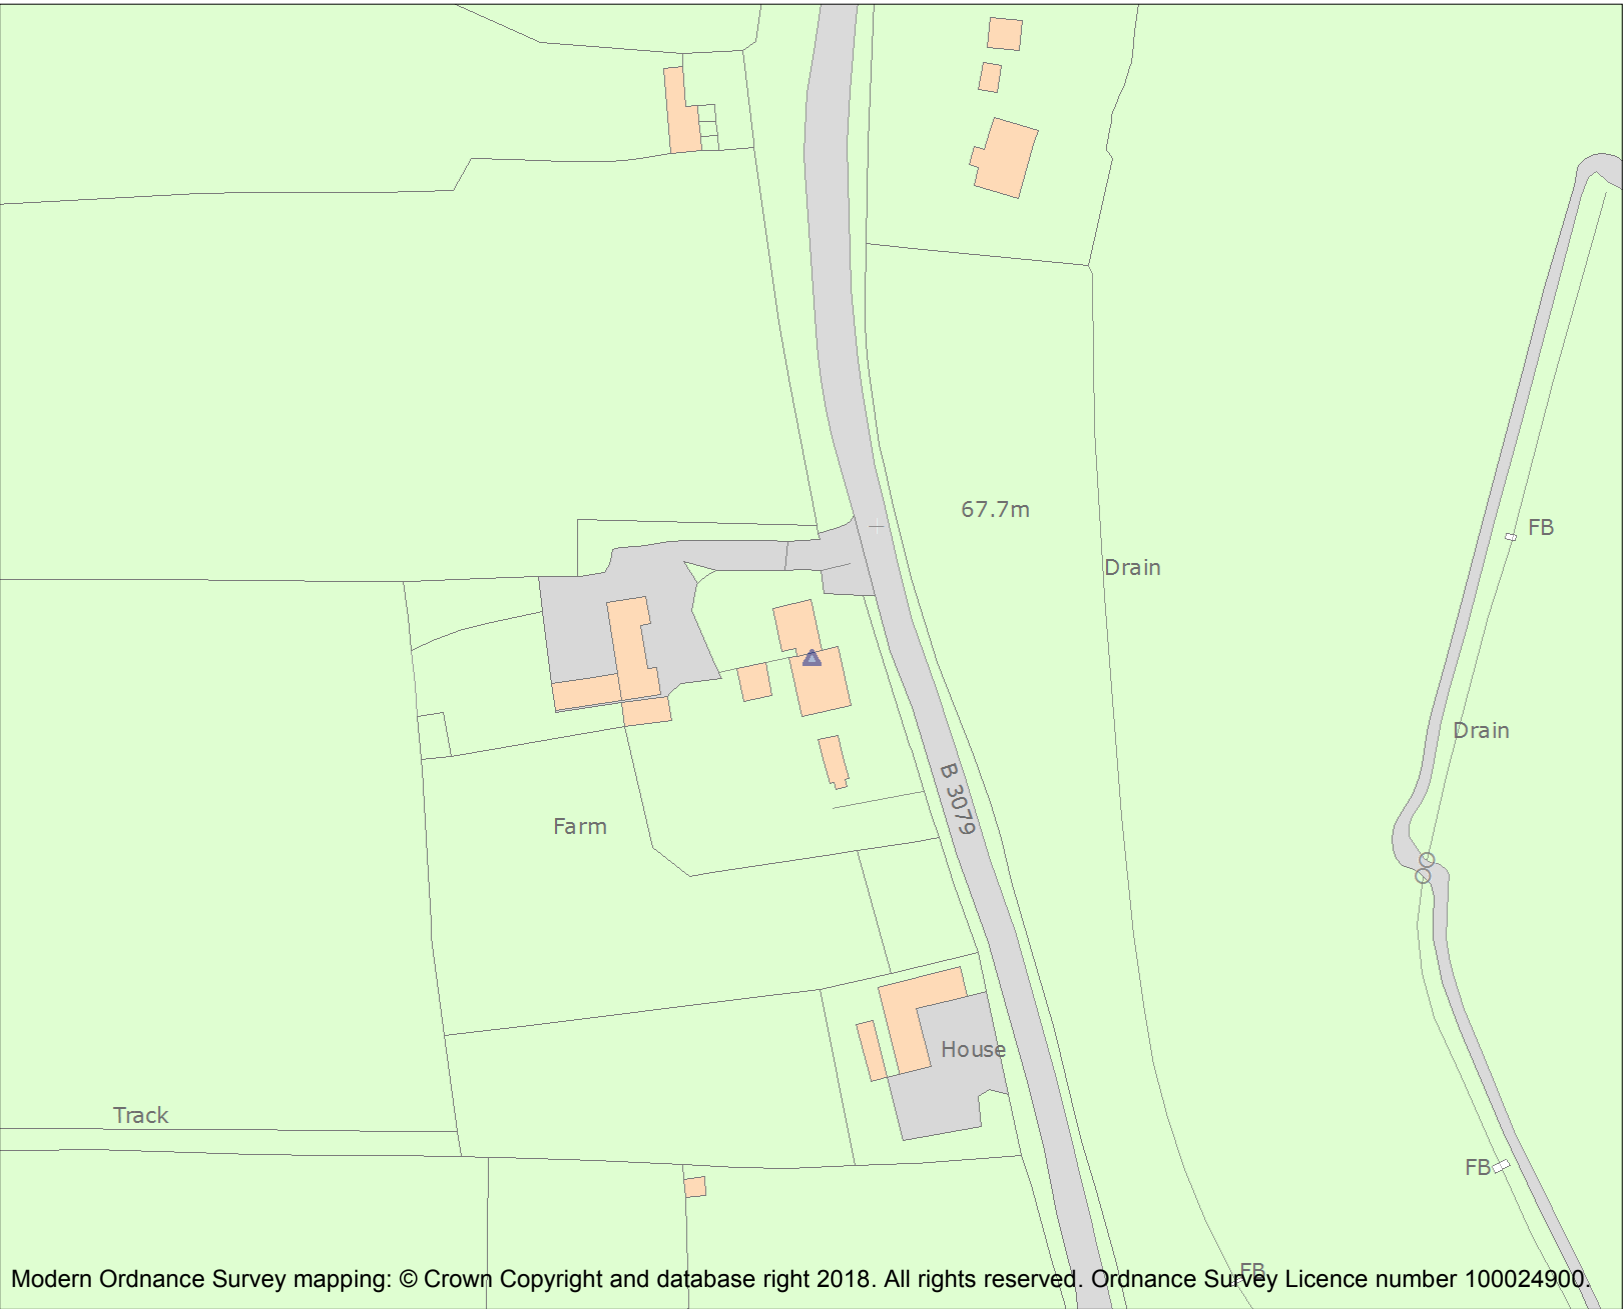 67.7m
FB
Drain
Drain
B 3079
Farm
House
Track
FB
FB
Modern Ordnance Survey mapping: © Crown Copyright and database right 2018. All rights reserved. Ordnance Survey Licence number 100024900.